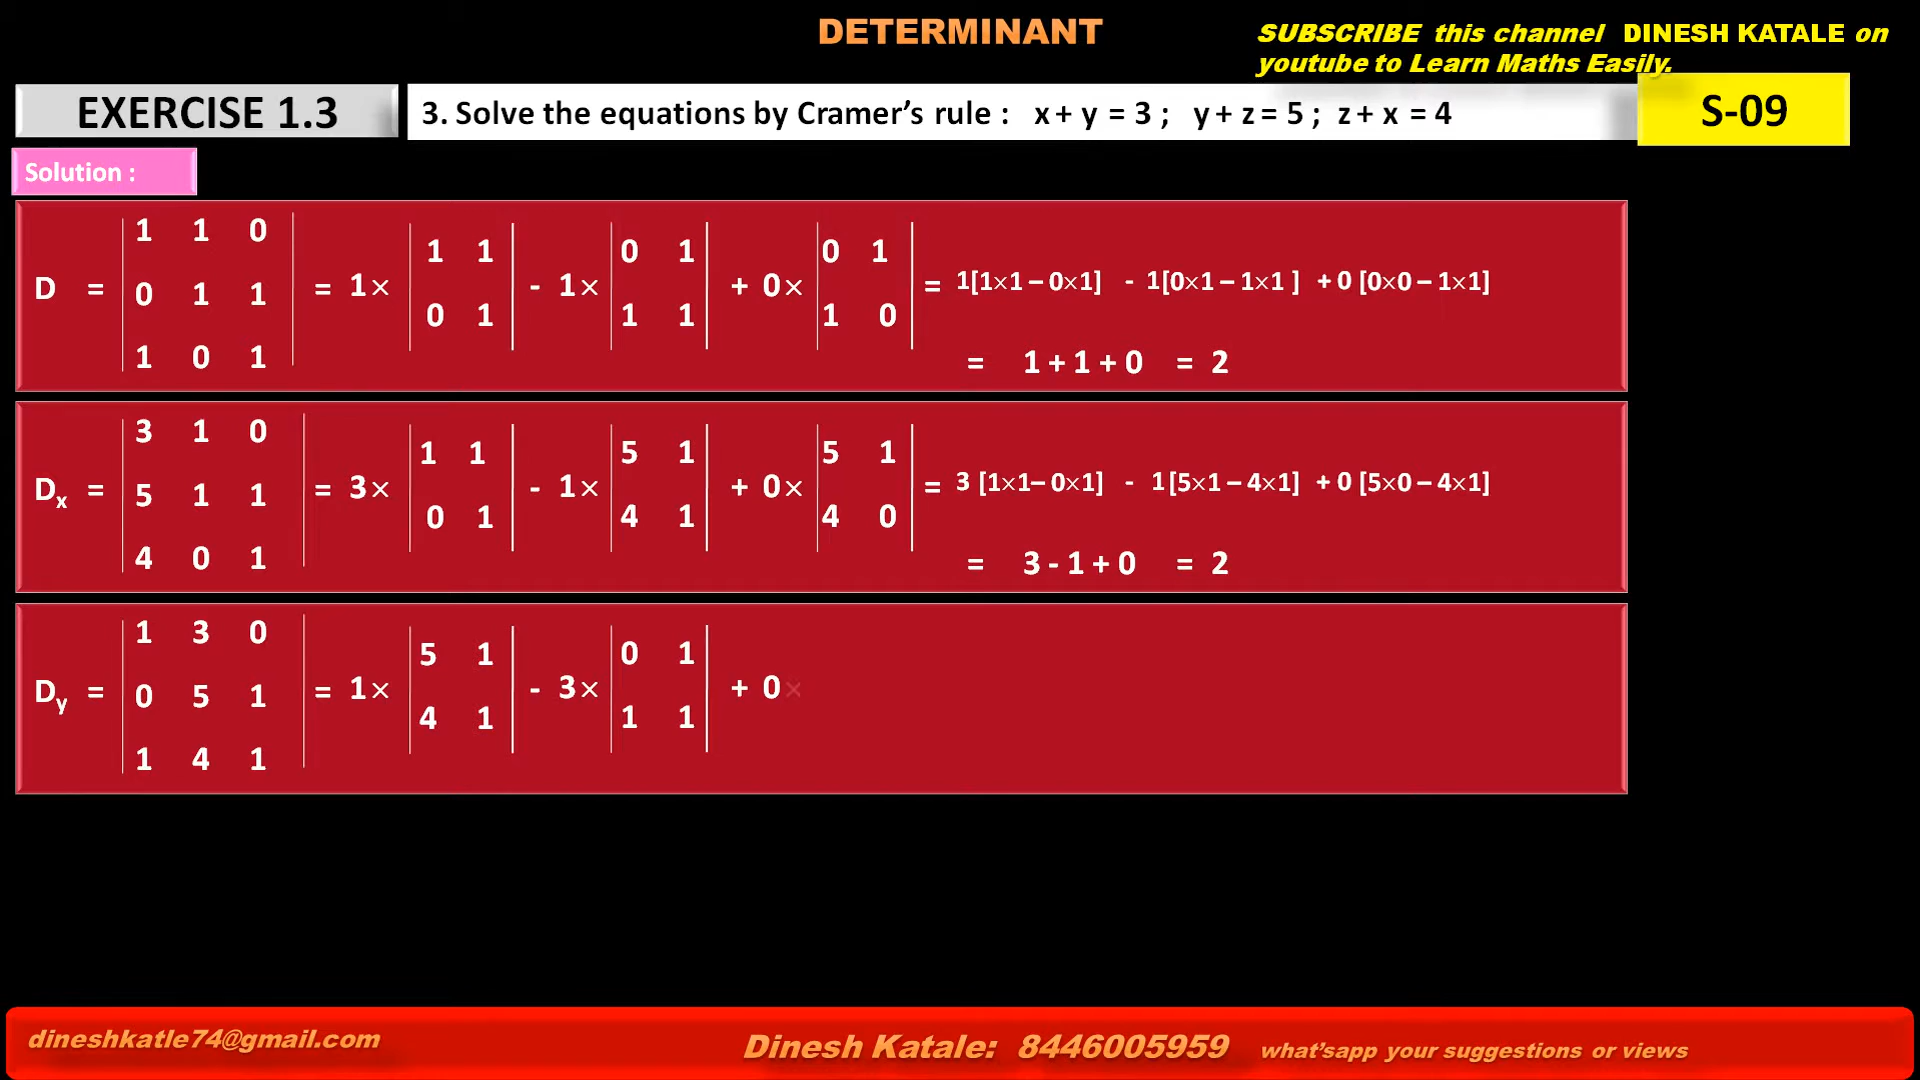 DETERMINANT
SUBSCRIBE this channel DINESH KATALE on
youtube to Learn Maths Easily.
EXERCISE 1.3
3. Solve the equations by Cramer’s rule : x + y = 3 ; y + z = 5 ; z + x = 4
S-09
Solution :
1 1 0
1 1 0 1 0 1
D = 0 1 1 = 1× - 1× + 0× = 1[1×1 – 0×1] - 1[0×1 – 1×1 ] + 0 [0×0 – 1×1]
0 1 1 1 1 0
1 0 1 = 1 + 1 + 0 = 2
3 1 0
1 1 5 1 5 1
Dx = 5 1 1 = 3× - 1× + 0× = 3 [1×1– 0×1] - 1[5×1 – 4×1] + 0 [5×0 – 4×1]
0 1 4 1 4 0
4 0 1 = 3 - 1 + 0 = 2
1 3 0
5 1 0 1
Dy = 0 5 1 = 1× - 3× + 0×
4 1 1 1
1 4 1
dineshkatle74@gmail.com
Dinesh Katale: 8446005959 what’sapp your suggestions or views